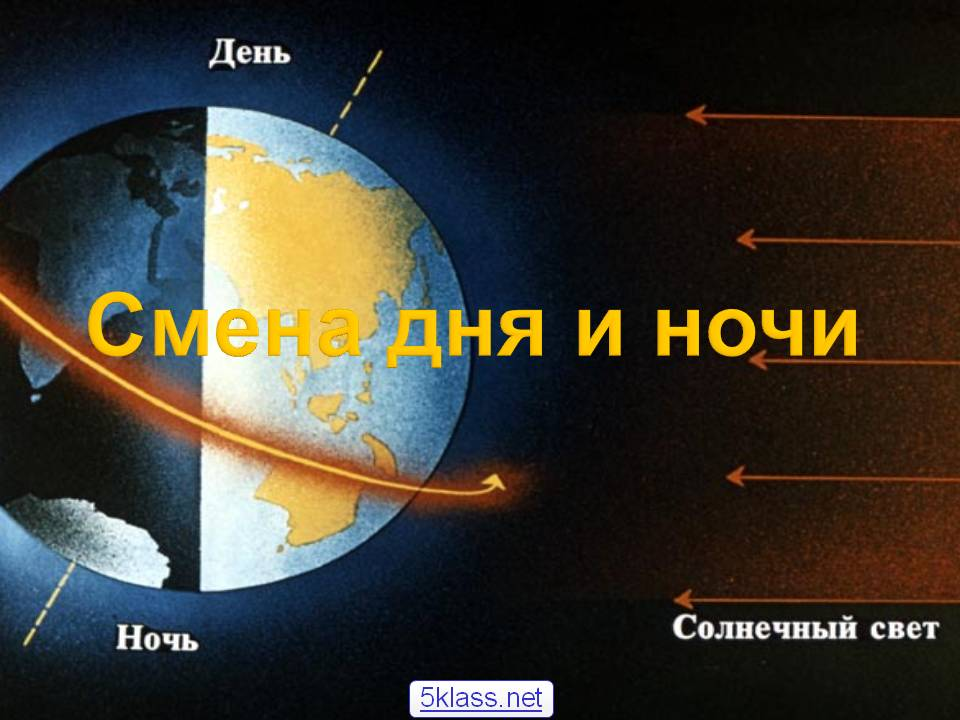 День
Смена дня и ночи
Солнечный свет
Ночь
5klass.net